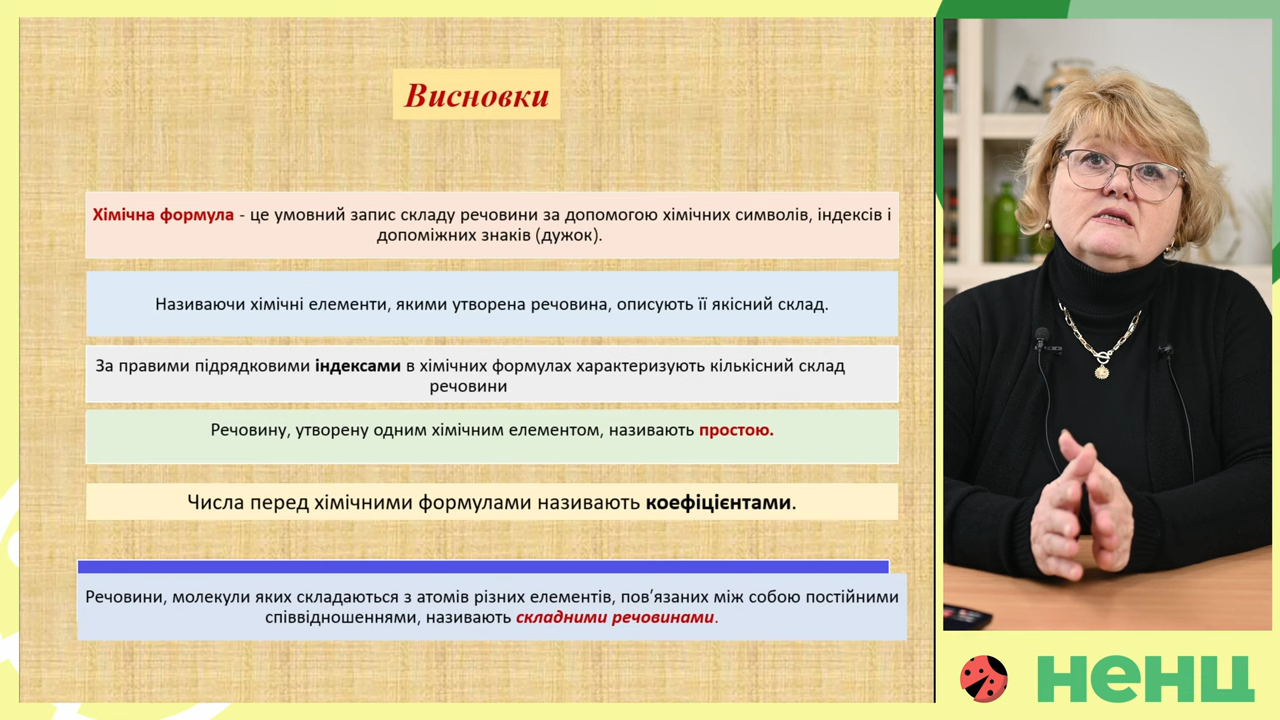 Висновки
Хімічна формула - це умовний запис складу речовини за допомогою хімічних символів, індексів і
допоміжних знаків (дужок).
Називаючи хімічні елементи, якими утворена речовина, описують її якісний склад.
За правими підрядковими індексами в хімічних формулах характеризують кількісний склад
речовини
Речовину, утворену одним хімічним елементом, називають простою.
Числа перед хімічними формулами називають коефіцієнтами.
Речовини, молекули яких складаються з атомів різних елементів, пов’язаних між собою постійними
співвідношеннями, називають складними речовинами.
ненц